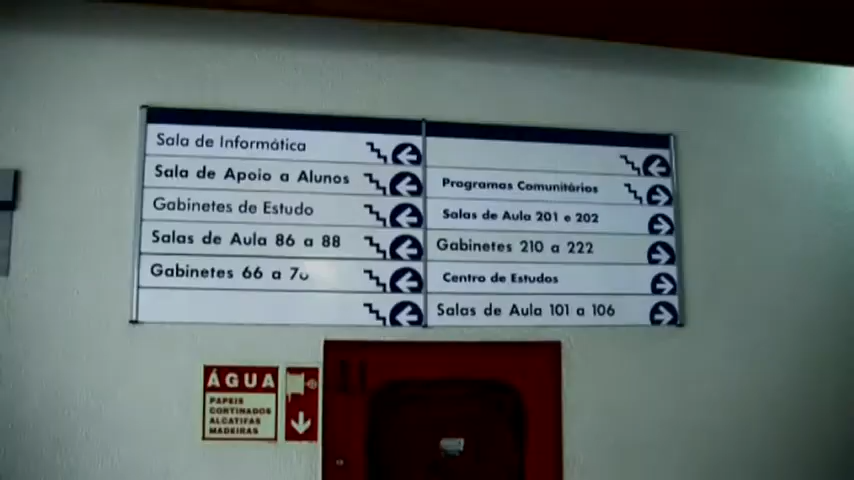 Sala de Informática
Sala de Apoio a Alunos
Gabinetes de Estudo
Salas de Aula 86 a 88
Gabinetes 66 a
Programas Comunitários
Salas de Aula 201 e 202
Gabinetes 210 a 222
Centro de Estudos
Salas de Aula 101 a 106
ÁGUA
PAPEIS
CORTINADOS
ALCATIFAS
MADEIRAS